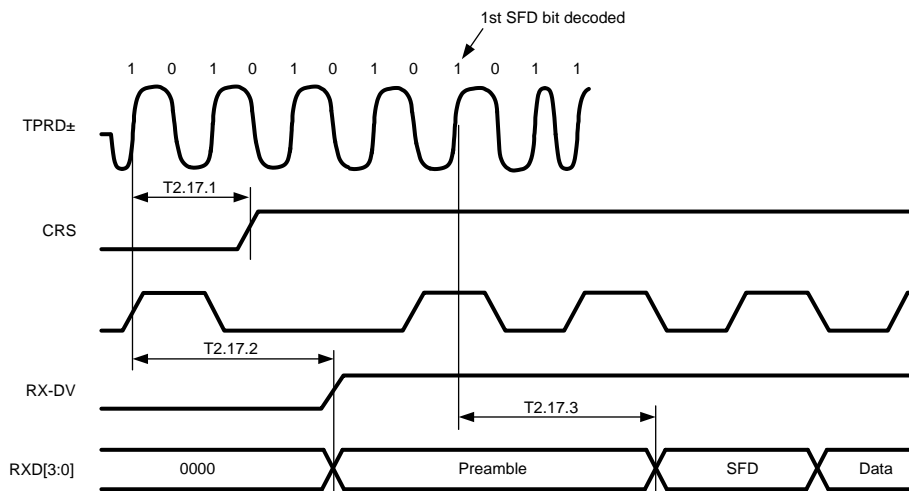 1st SFD bit decoded
1 0 1 0 1 0 1 0 1 0 1 1
TPRD±
T2.17.1
CRS
T2.17.2
RX-DV
T2.17.3
RXD[3:0] 0000 Preamble SFD Data